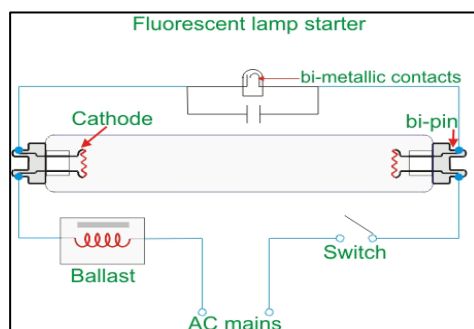 Fluorescent lamp starter
bi-metallic contacts
Cathode
bi-pin
Switch
Ballast
AC mains